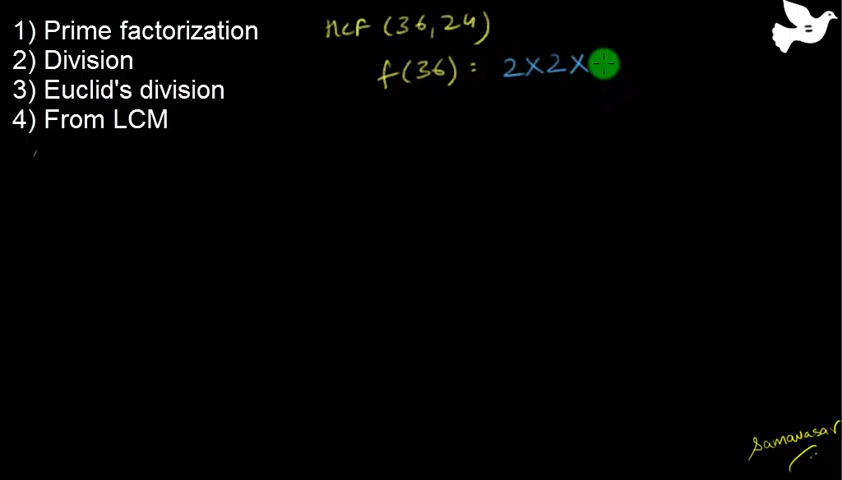 1) Prime factorization
2) Division
3) Euclid's division
4) From LCM
HCF (36,24)
f(36) : 2X2X
Samavasar